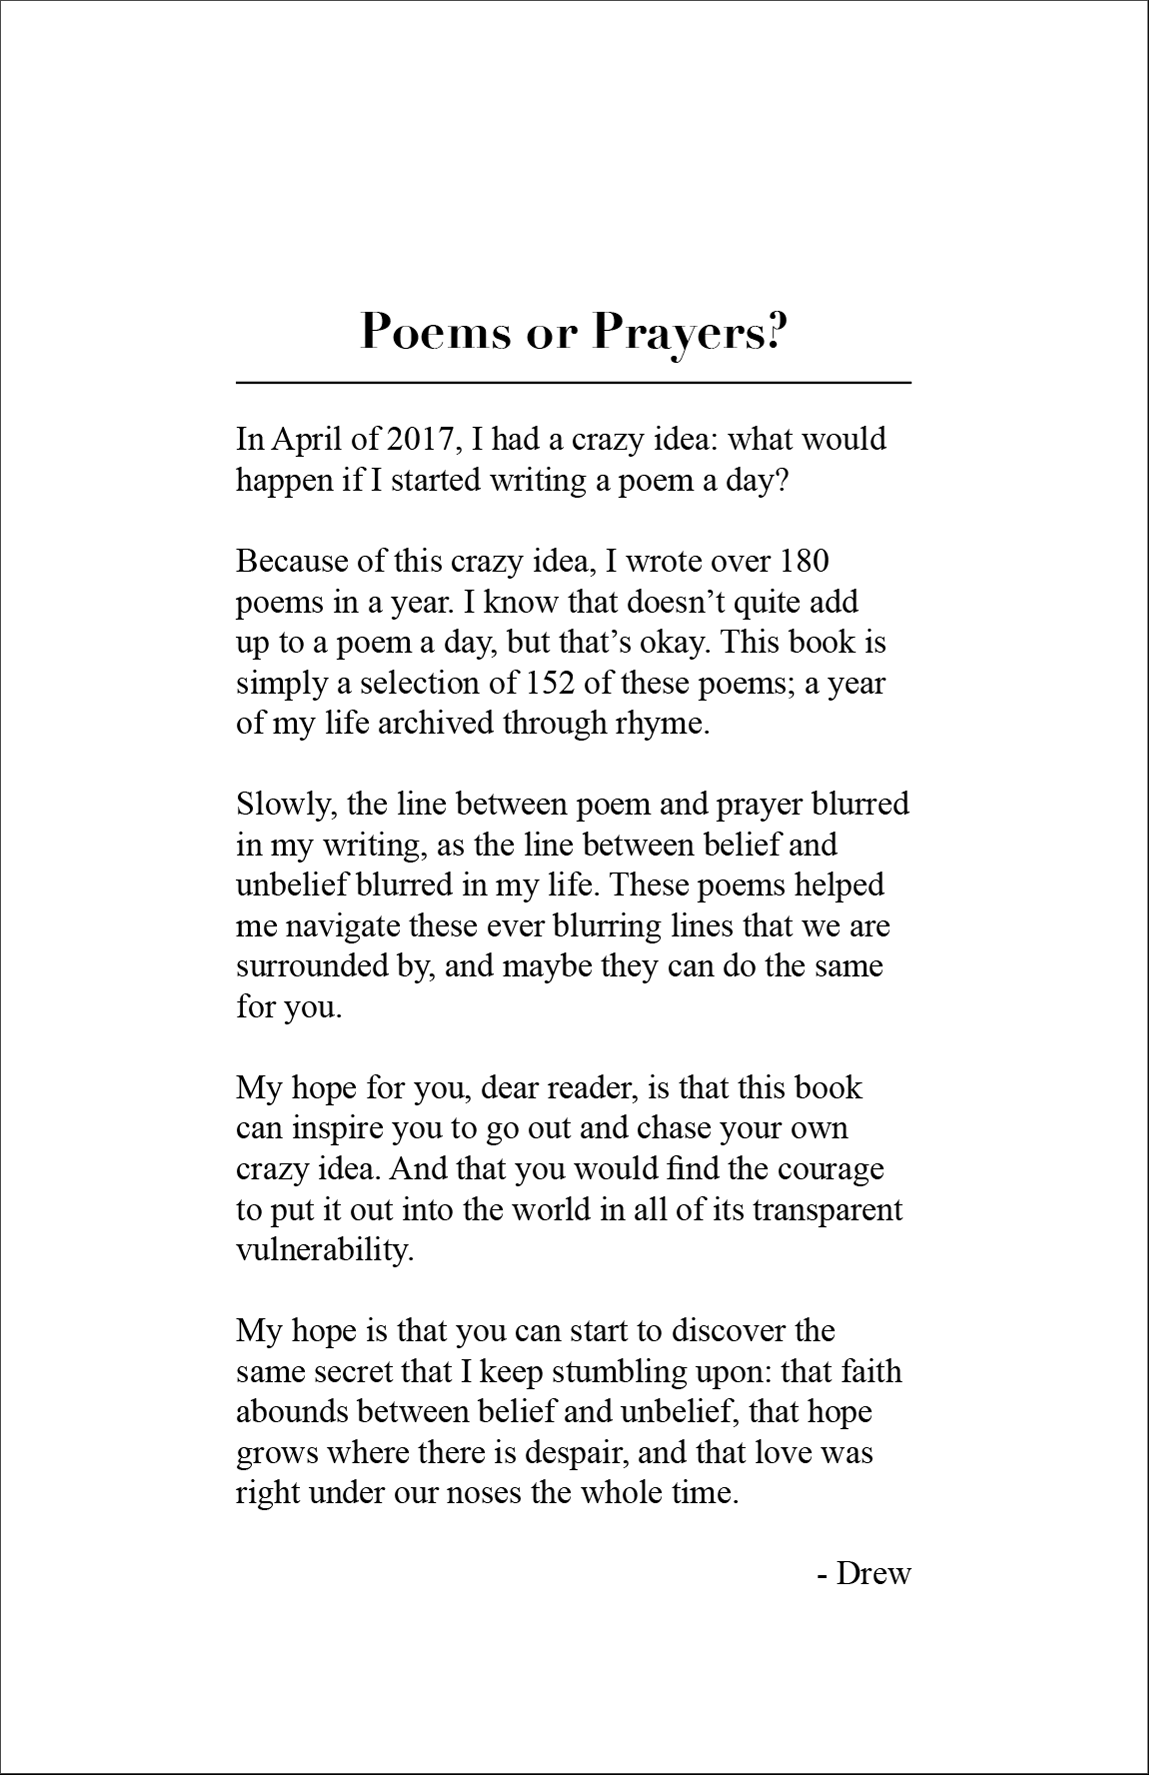 Poems or Prayers?
In April of 2017, I had a crazy idea: what would
happen if I started writing a poem a day?
Because of this crazy idea, I wrote over 180
poems in a year. I know that doesn’t quite add
up to a poem a day, but that’s okay. This book is
simply a selection of 152 of these poems; a year
of my life archived through rhyme.
Slowly, the line between poem and prayer blurred
in my writing, as the line between belief and
unbelief blurred in my life. These poems helped
me navigate these ever blurring lines that we are
surrounded by, and maybe they can do the same
for you.
My hope for you, dear reader, is that this book
can inspire you to go out and chase your own
crazy idea. And that you would find the courage
to put it out into the world in all of its transparent
vulnerability.
My hope is that you can start to discover the
same secret that I keep stumbling upon: that faith
abounds between belief and unbelief, that hope
grows where there is despair, and that love was
right under our noses the whole time.
- Drew